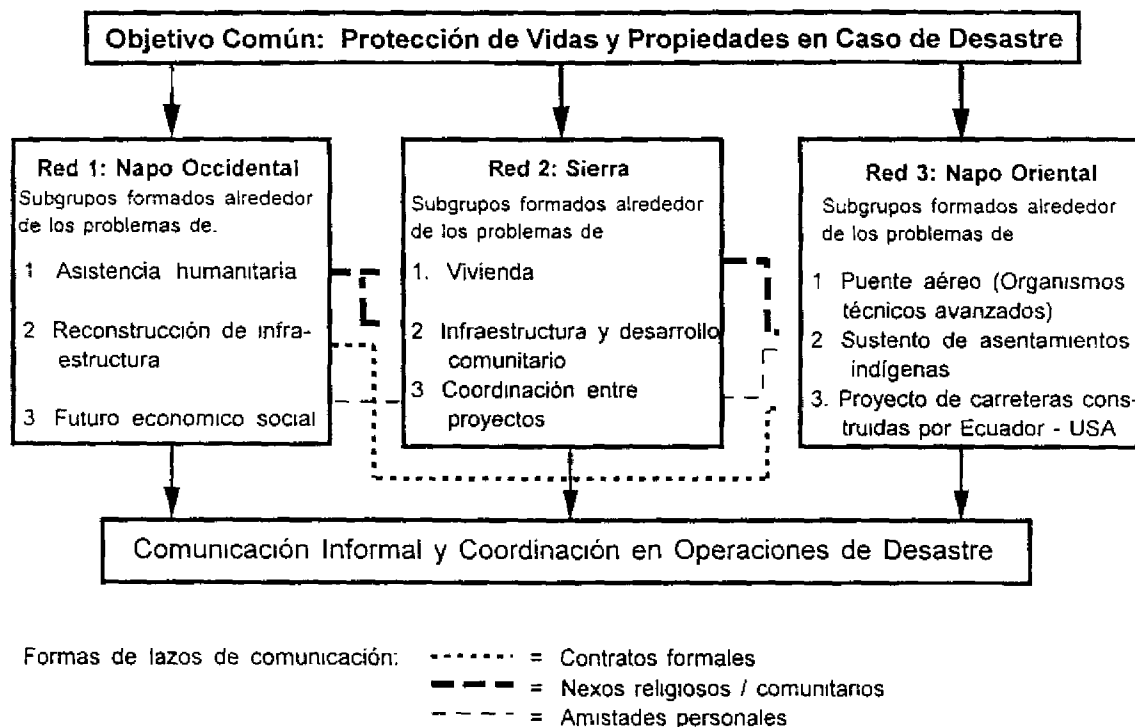 Objetivo Común: Protección de Vidas y Propiedades en Caso de Desastre
Red 1: Napo Occidental
Subgrupos formados alrededor
de los problemas de.
1 Asistencia humanitaria
2 Reconstrucción de infra-
estructura
3 Futuro economico social
Red 2: Sierra
Subgrupos formados alrededor
de los problemas de
1. Vivienda
2 Infraestructura y desarrollo
comunitario
3 Coordinación entre
proyectos
Red 3: Napo Oriental
Subgrupos formados alrededor
de los problemas de
1 Puente aéreo (Organismos
técnicos avanzados)
2 Sustento de asentamientos
indígenas
3. Proyecto de carreteras cons-
truidas por Ecuador - USA
Comunicación Informal y Coordinación en Operaciones de Desastre
Formas de lazos de comunicación:
= Contratos formales
= Nexos religiosos / comunitarios
= Amistades personales